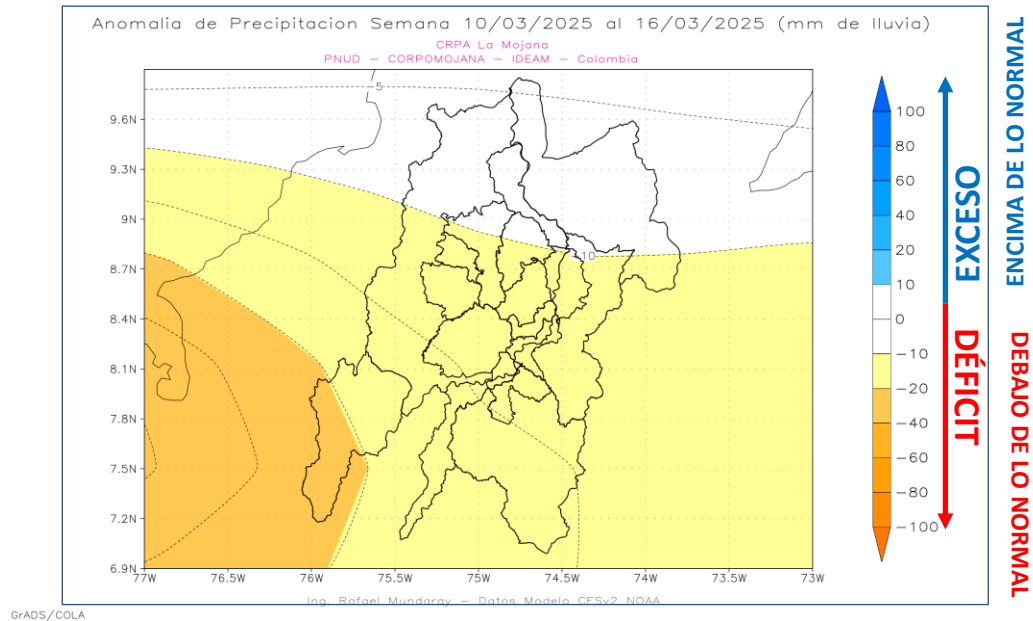 Anomalia de Precipitacion Semana 10/03/2025 al 16/03/2025 (mm de lluvia)
CRPA La Mojana
PNUD – CORPOMOJANA – IDEAM – Colombia
9.6N
9.3N
9N
8.7N
8.4N
8.1N
7.8N
7.5N
7.2N
6.9N
77W 76.5W 76W 75.5W 75W 74.5W 74W 73.5W 73W
-5
-10
100
80
60
40
20
10
0
-10
-20
-40
-60
-80
-100
EXCESO
DÉFICIT
ENCIMA DE LO NORMAL
DEBAJO DE LO NORMAL
Ing. Rafael Mundaray – Datos Modelo CFSv2 NOAA
GrADS/COLA